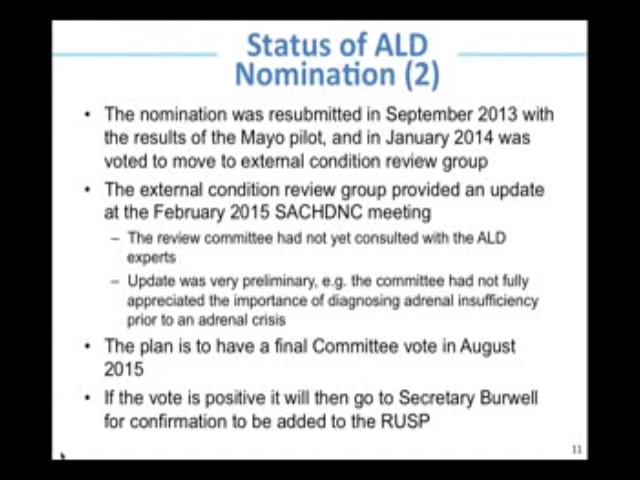 Status of ALD
Nomination (2)
• The nomination was resubmitted in September 2013 with
the results of the Mayo pilot, and in January 2014 was
voted to move to external condition review group
• The external condition review group provided an update
at the February 2015 SACHDNC meeting
– The review committee had not yet consulted with the ALD
experts
– Update was very preliminary, e.g. the committee had not fully
appreciated the importance of diagnosing adrenal insufficiency
prior to an adrenal crisis
• The plan is to have a final Committee vote in August
2015
• If the vote is positive it will then go to Secretary Burwell
for confirmation to be added to the RUSP
11